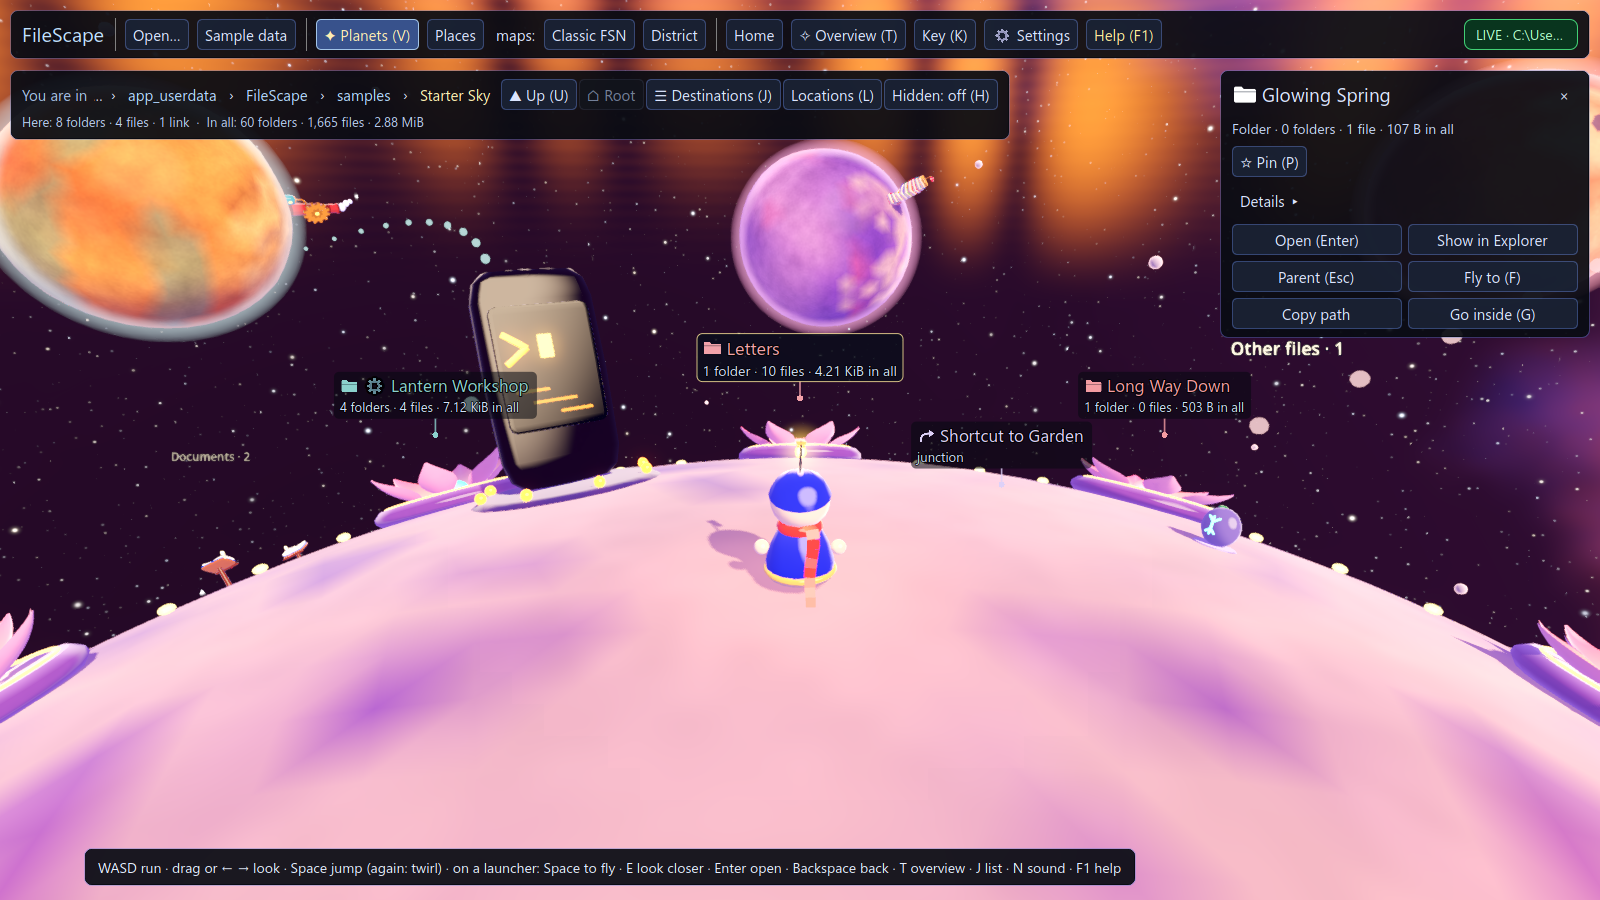 FileScape
Open...
Sample data
✦ Planets (V)
Places
maps:
Classic FSN
District
Home
✧ Overview (T)
Key (K)
Settings
Help (F1)
LIVE · C:\Use...
You are in .. › app_userdata › FileScape › samples › Starter Sky
▲ Up (U)
Root
☰ Destinations (J)
Locations (L)
Hidden: off (H)
Here: 8 folders · 4 files · 1 link · In all: 60 folders · 1,665 files · 2.88 MiB
Glowing Spring
×
Folder · 0 folders · 1 file · 107 B in all
☆ Pin (P)
Details ▸
Open (Enter)
Show in Explorer
Parent (Esc)
Fly to (F)
Copy path
Go inside (G)
Other files · 1
Letters
1 folder · 10 files · 4.21 KiB in all
Lantern Workshop
4 folders · 4 files · 7.12 KiB in all
Long Way Down
1 folder · 0 files · 503 B in all
Shortcut to Garden
junction
Documents · 2
WASD run · drag or ← → look · Space jump (again: twirl) · on a launcher: Space to fly · E look closer · Enter open · Backspace back · T overview · J list · N sound · F1 help